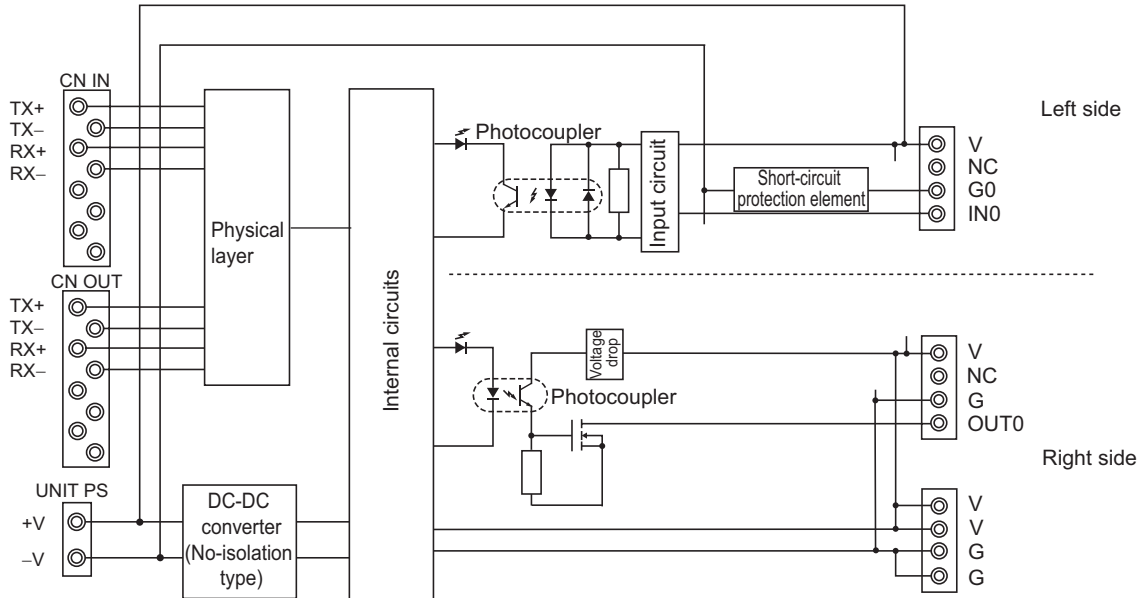 CN IN
TX+
TX−
RX+
RX−
CN OUT
TX+
TX−
RX+
RX−
UNIT PS
+V
−V
Physical
layer
DC-DC
converter
(No-isolation
type)
Internal circuits
Photocoupler
Input circuit
Short-circuit
protection element
Left side
V
NC
G0
IN0
Voltage
drop
Photocoupler
V
NC
G
OUT0
Right side
V
V
G
G